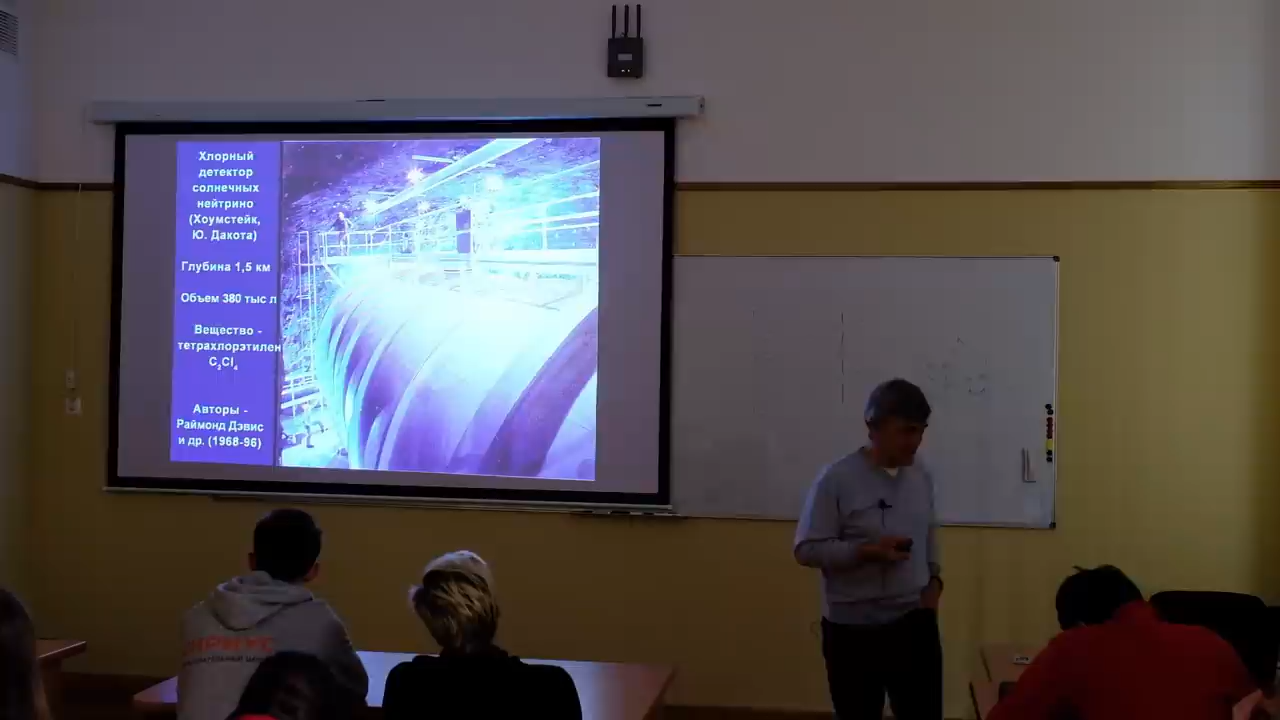 Хлорный
детектор
солнечных
нейтрино
(Хоумстейк,
Ю. Дакота)
Глубина 1,5 км
Объем 380 тыс л
Вещество -
тетрахлорэтилен
C₂Cl₄
Авторы -
Раймонд Дэвис
и др. (1968-96)